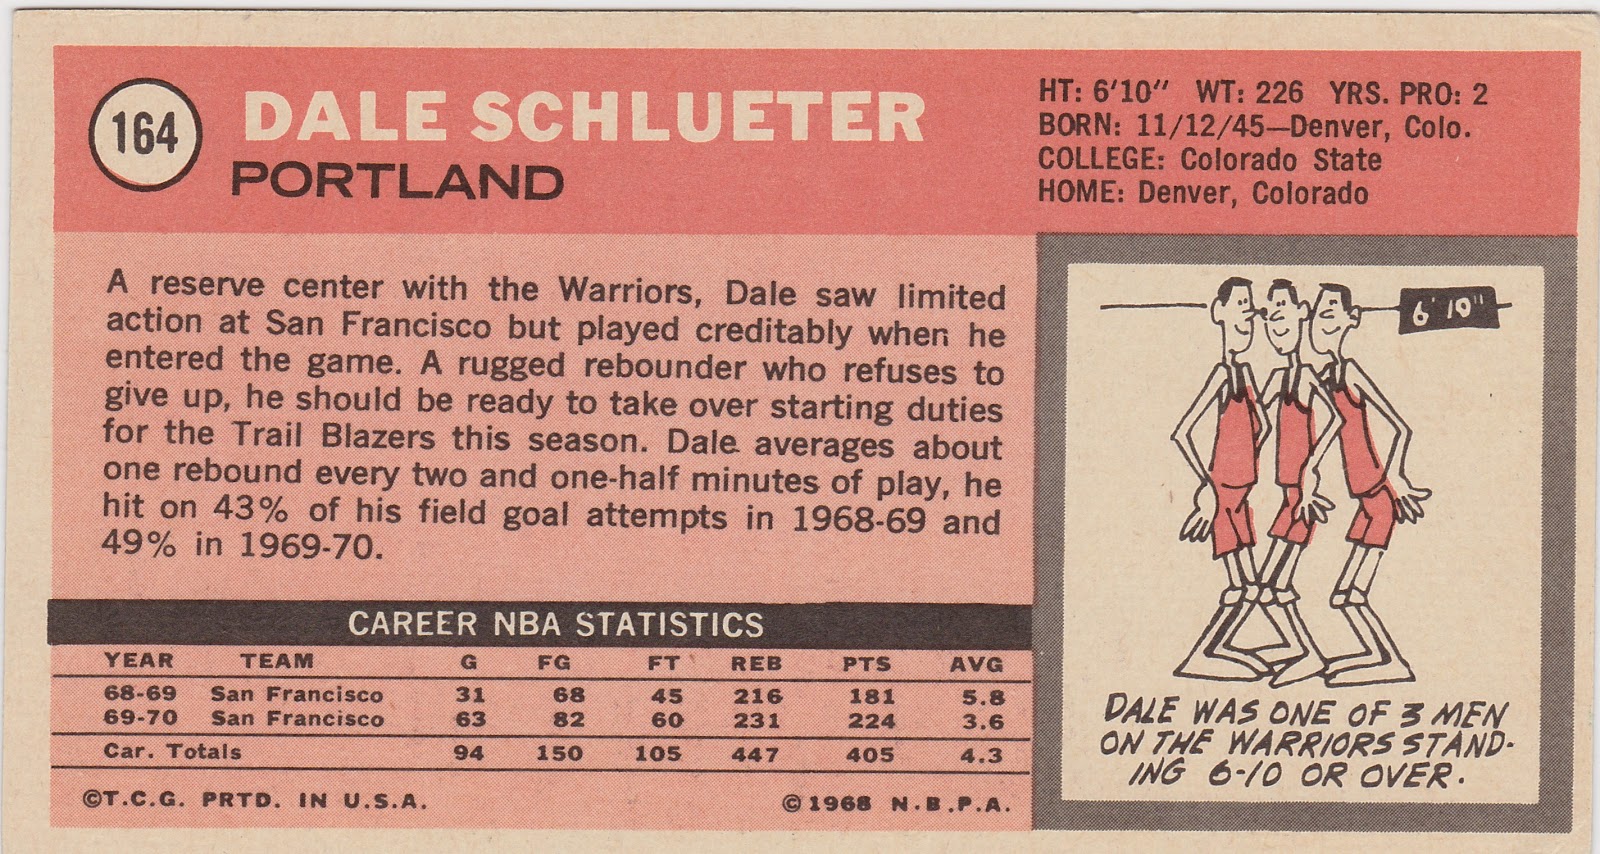 164
DALE SCHLUETER
PORTLAND
HT: 6'10" WT: 226 YRS. PRO: 2
BORN: 11/12/45—Denver, Colo.
COLLEGE: Colorado State
HOME: Denver, Colorado
A reserve center with the Warriors, Dale saw limited
action at San Francisco but played creditably when he
entered the game. A rugged rebounder who refuses to
give up, he should be ready to take over starting duties
for the Trail Blazers this season. Dale averages about
one rebound every two and one-half minutes of play, he
hit on 43% of his field goal attempts in 1968-69 and
49% in 1969-70.
CAREER NBA STATISTICS
YEAR TEAM G FG FT REB PTS AVG
68-69 San Francisco 31 68 45 216 181 5.8
69-70 San Francisco 63 82 60 231 224 3.6
Car. Totals 94 150 105 447 405 4.3
©T.C.G. PRTD. IN U.S.A.
©1968 N.B.P.A.
6'10"
DALE WAS ONE OF 3 MEN
ON THE WARRIORS STAND-
ING 6-10 OR OVER.